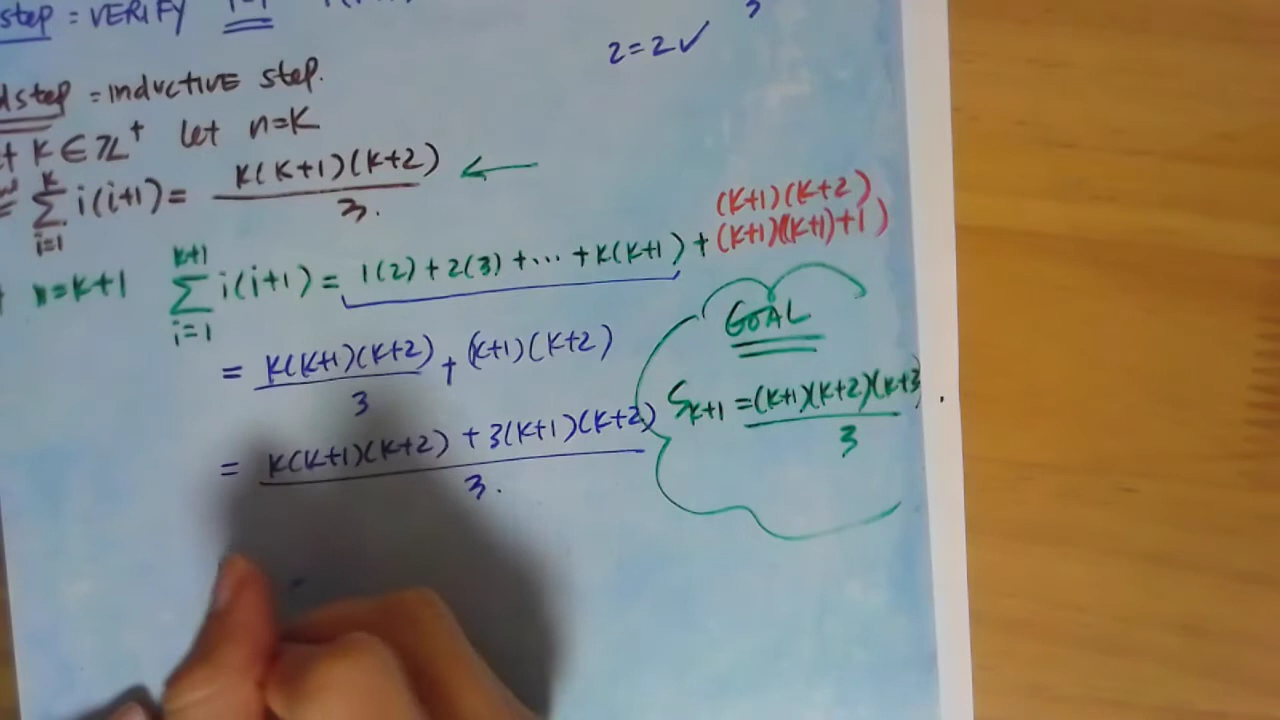 step = VERIFY i=1
2 = 2 ✓
step = inductive step.
k ∈ ℤ⁺ let n=k
∑_{i=1}^{k} i(i+1) = k(k+1)(k+2) / 3. ←
(k+1)(k+2)
n=k+1 ∑_{i=1}^{k+1} i(i+1) = 1(2) + 2(3) + ... + k(k+1) + (k+1)((k+1)+1)
= k(k+1)(k+2) / 3 + (k+1)(k+2)
= k(k+1)(k+2) + 3(k+1)(k+2) / 3.
GOAL
S_{k+1} = (k+1)(k+2)(k+3) / 3